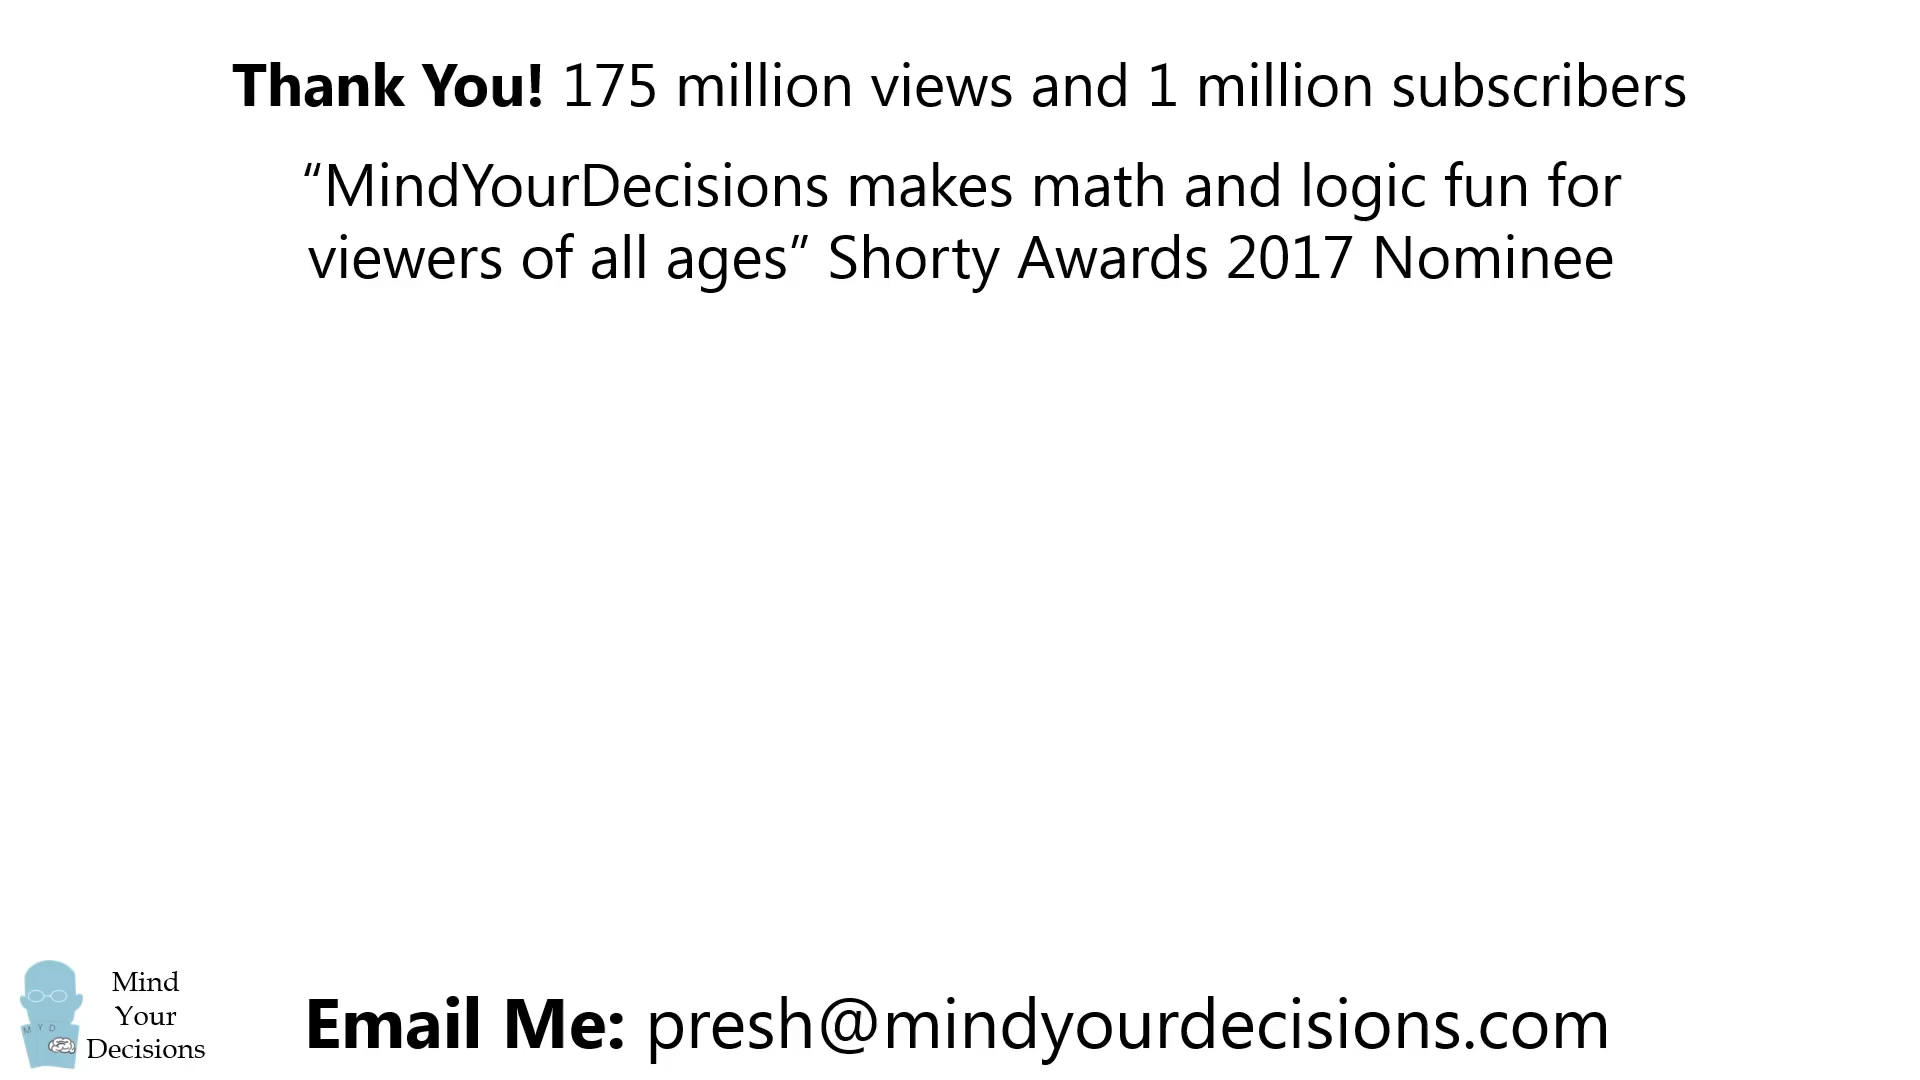 Thank You! 175 million views and 1 million subscribers
“MindYourDecisions makes math and logic fun for
viewers of all ages” Shorty Awards 2017 Nominee
Mind
Your
Decisions
M Y D
Email Me: presh@mindyourdecisions.com